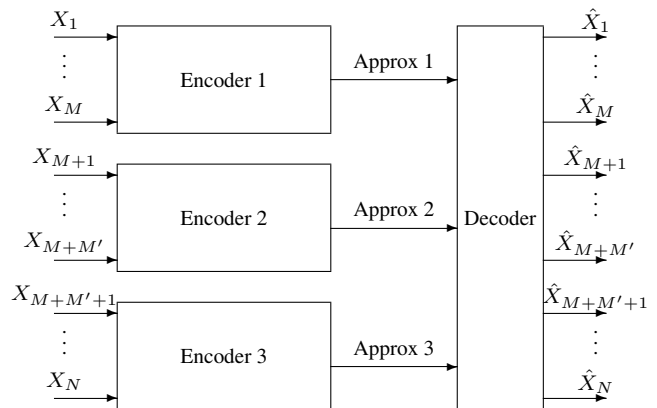 X_1
⋮
X_M
Encoder 1
Approx 1
X_{M+1}
⋮
X_{M+M'}
Encoder 2
Approx 2
X_{M+M'+1}
⋮
X_N
Encoder 3
Approx 3
Decoder
X̂_1
⋮
X̂_M
X̂_{M+1}
⋮
X̂_{M+M'}
X̂_{M+M'+1}
⋮
X̂_N